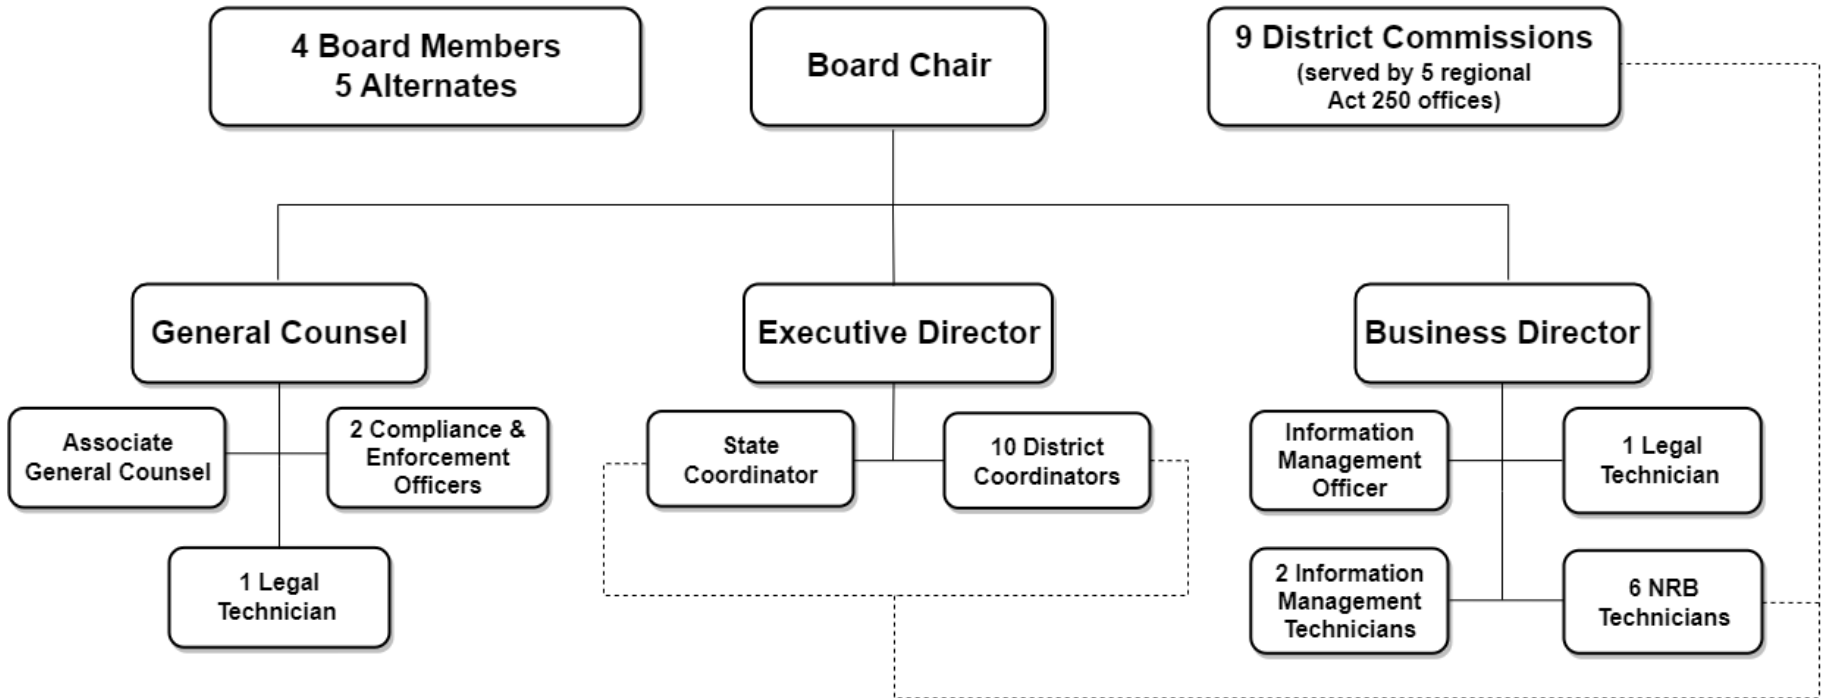 4 Board Members
5 Alternates
Board Chair
9 District Commissions
(served by 5 regional
Act 250 offices)
General Counsel
Executive Director
Business Director
Associate
General Counsel
2 Compliance &
Enforcement
Officers
1 Legal
Technician
State
Coordinator
10 District
Coordinators
Information
Management
Officer
1 Legal
Technician
2 Information
Management
Technicians
6 NRB
Technicians